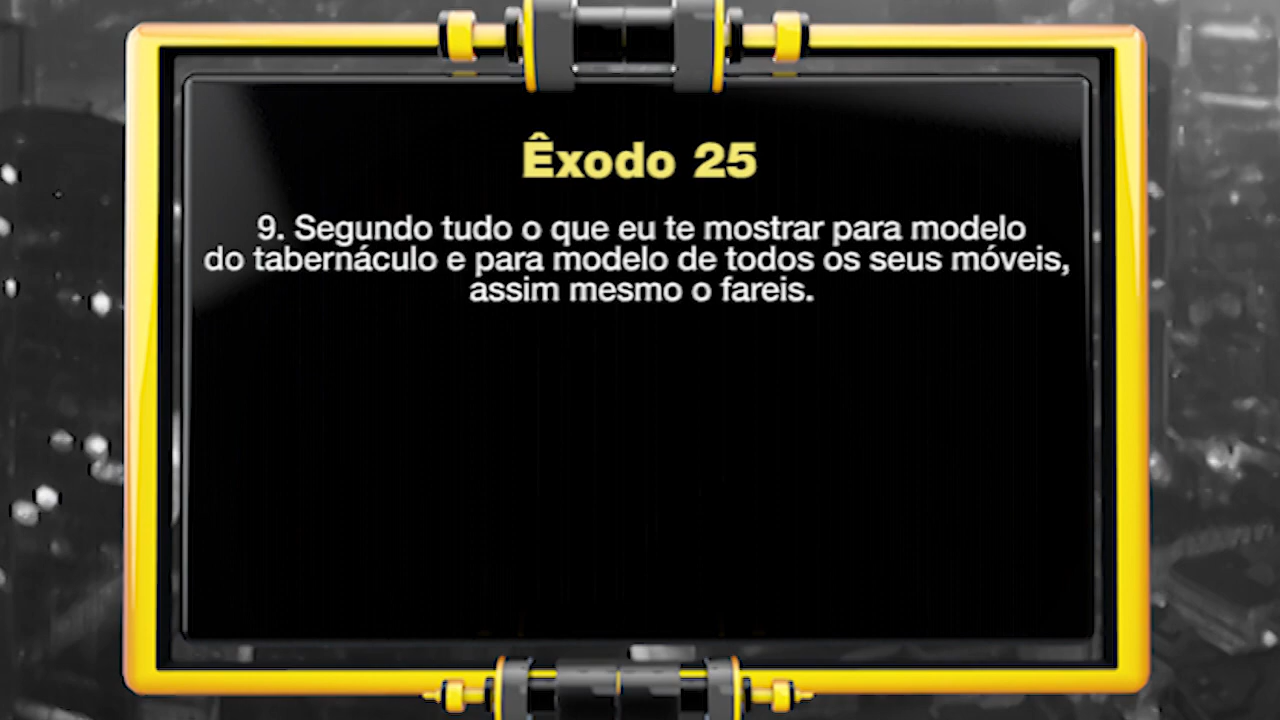 Êxodo 25
9. Segundo tudo o que eu te mostrar para modelo
do tabernáculo e para modelo de todos os seus móveis,
assim mesmo o fareis.